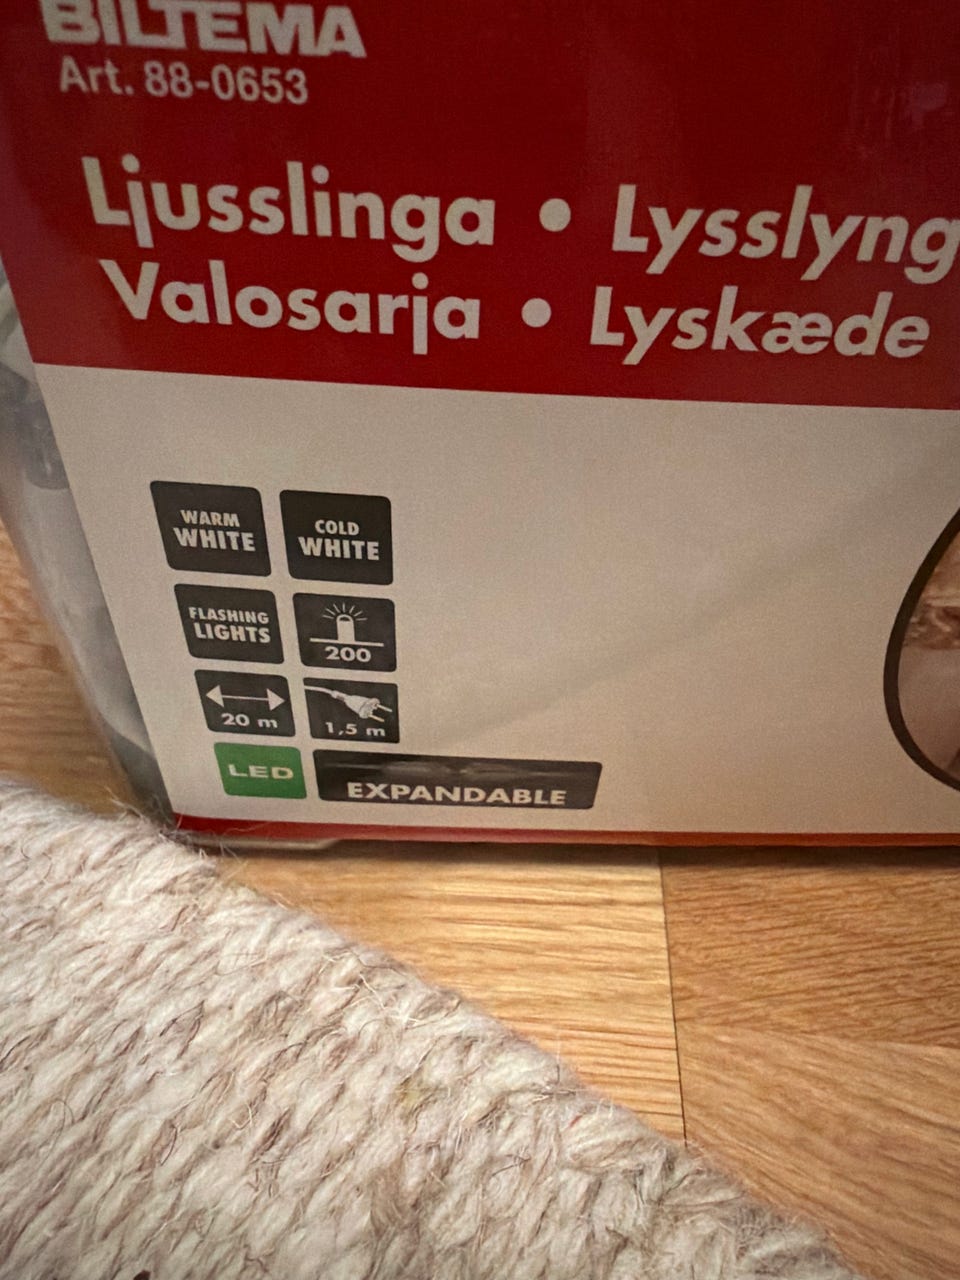 BILTEMA
Art. 88-0653
Ljusslinga • Lysslyng
Valosarja • Lyskæde
WARM
WHITE
COLD
WHITE
FLASHING
LIGHTS
200
20 m
1,5 m
LED
EXPANDABLE